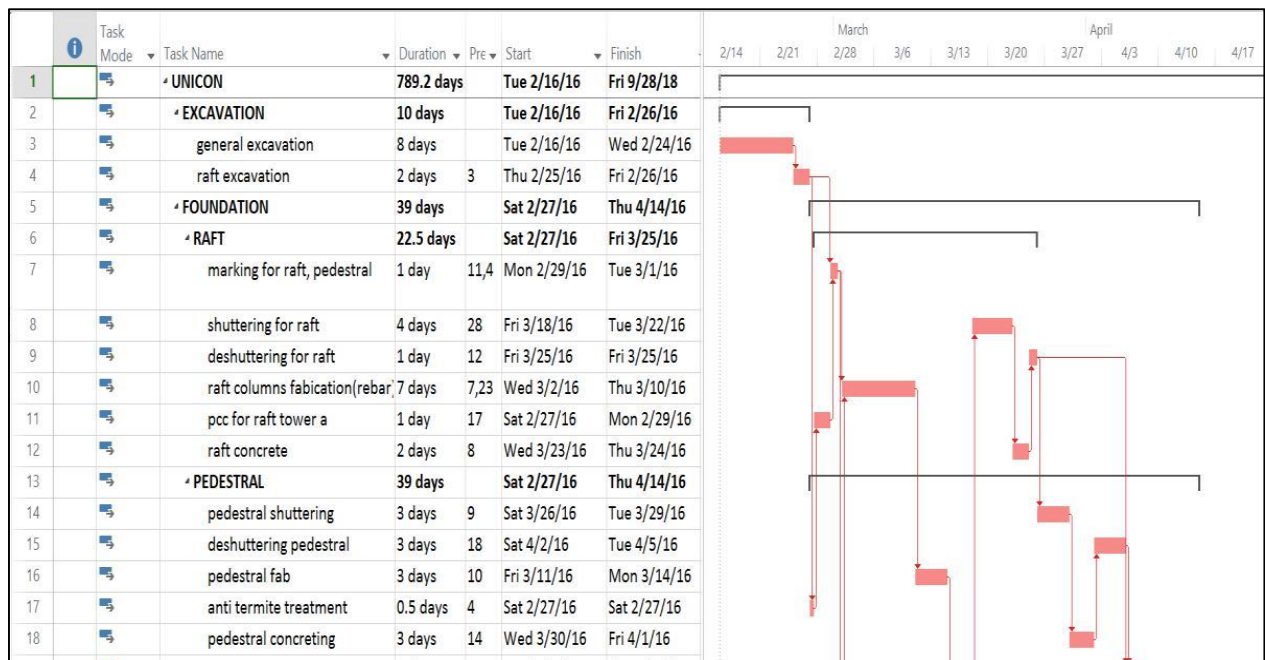 Task
Mode Task Name Duration Pre Start Finish
March April
2/14 2/21 2/28 3/6 3/13 3/20 3/27 4/3 4/10 4/17
1 UNICON 789.2 days Tue 2/16/16 Fri 9/28/18
2 EXCAVATION 10 days Tue 2/16/16 Fri 2/26/16
3 general excavation 8 days Tue 2/16/16 Wed 2/24/16
4 raft excavation 2 days 3 Thu 2/25/16 Fri 2/26/16
5 FOUNDATION 39 days Sat 2/27/16 Thu 4/14/16
6 RAFT 22.5 days Sat 2/27/16 Fri 3/25/16
7 marking for raft, pedestral 1 day 11,4 Mon 2/29/16 Tue 3/1/16
8 shuttering for raft 4 days 28 Fri 3/18/16 Tue 3/22/16
9 deshuttering for raft 1 day 12 Fri 3/25/16 Fri 3/25/16
10 raft columns fabication(rebar) 7 days 7,23 Wed 3/2/16 Thu 3/10/16
11 pcc for raft tower a 1 day 17 Sat 2/27/16 Mon 2/29/16
12 raft concrete 2 days 8 Wed 3/23/16 Thu 3/24/16
13 PEDESTRAL 39 days Sat 2/27/16 Thu 4/14/16
14 pedestral shuttering 3 days 9 Sat 3/26/16 Tue 3/29/16
15 deshuttering pedestral 3 days 18 Sat 4/2/16 Tue 4/5/16
16 pedestral fab 3 days 10 Fri 3/11/16 Mon 3/14/16
17 anti termite treatment 0.5 days 4 Sat 2/27/16 Sat 2/27/16
18 pedestral concreting 3 days 14 Wed 3/30/16 Fri 4/1/16